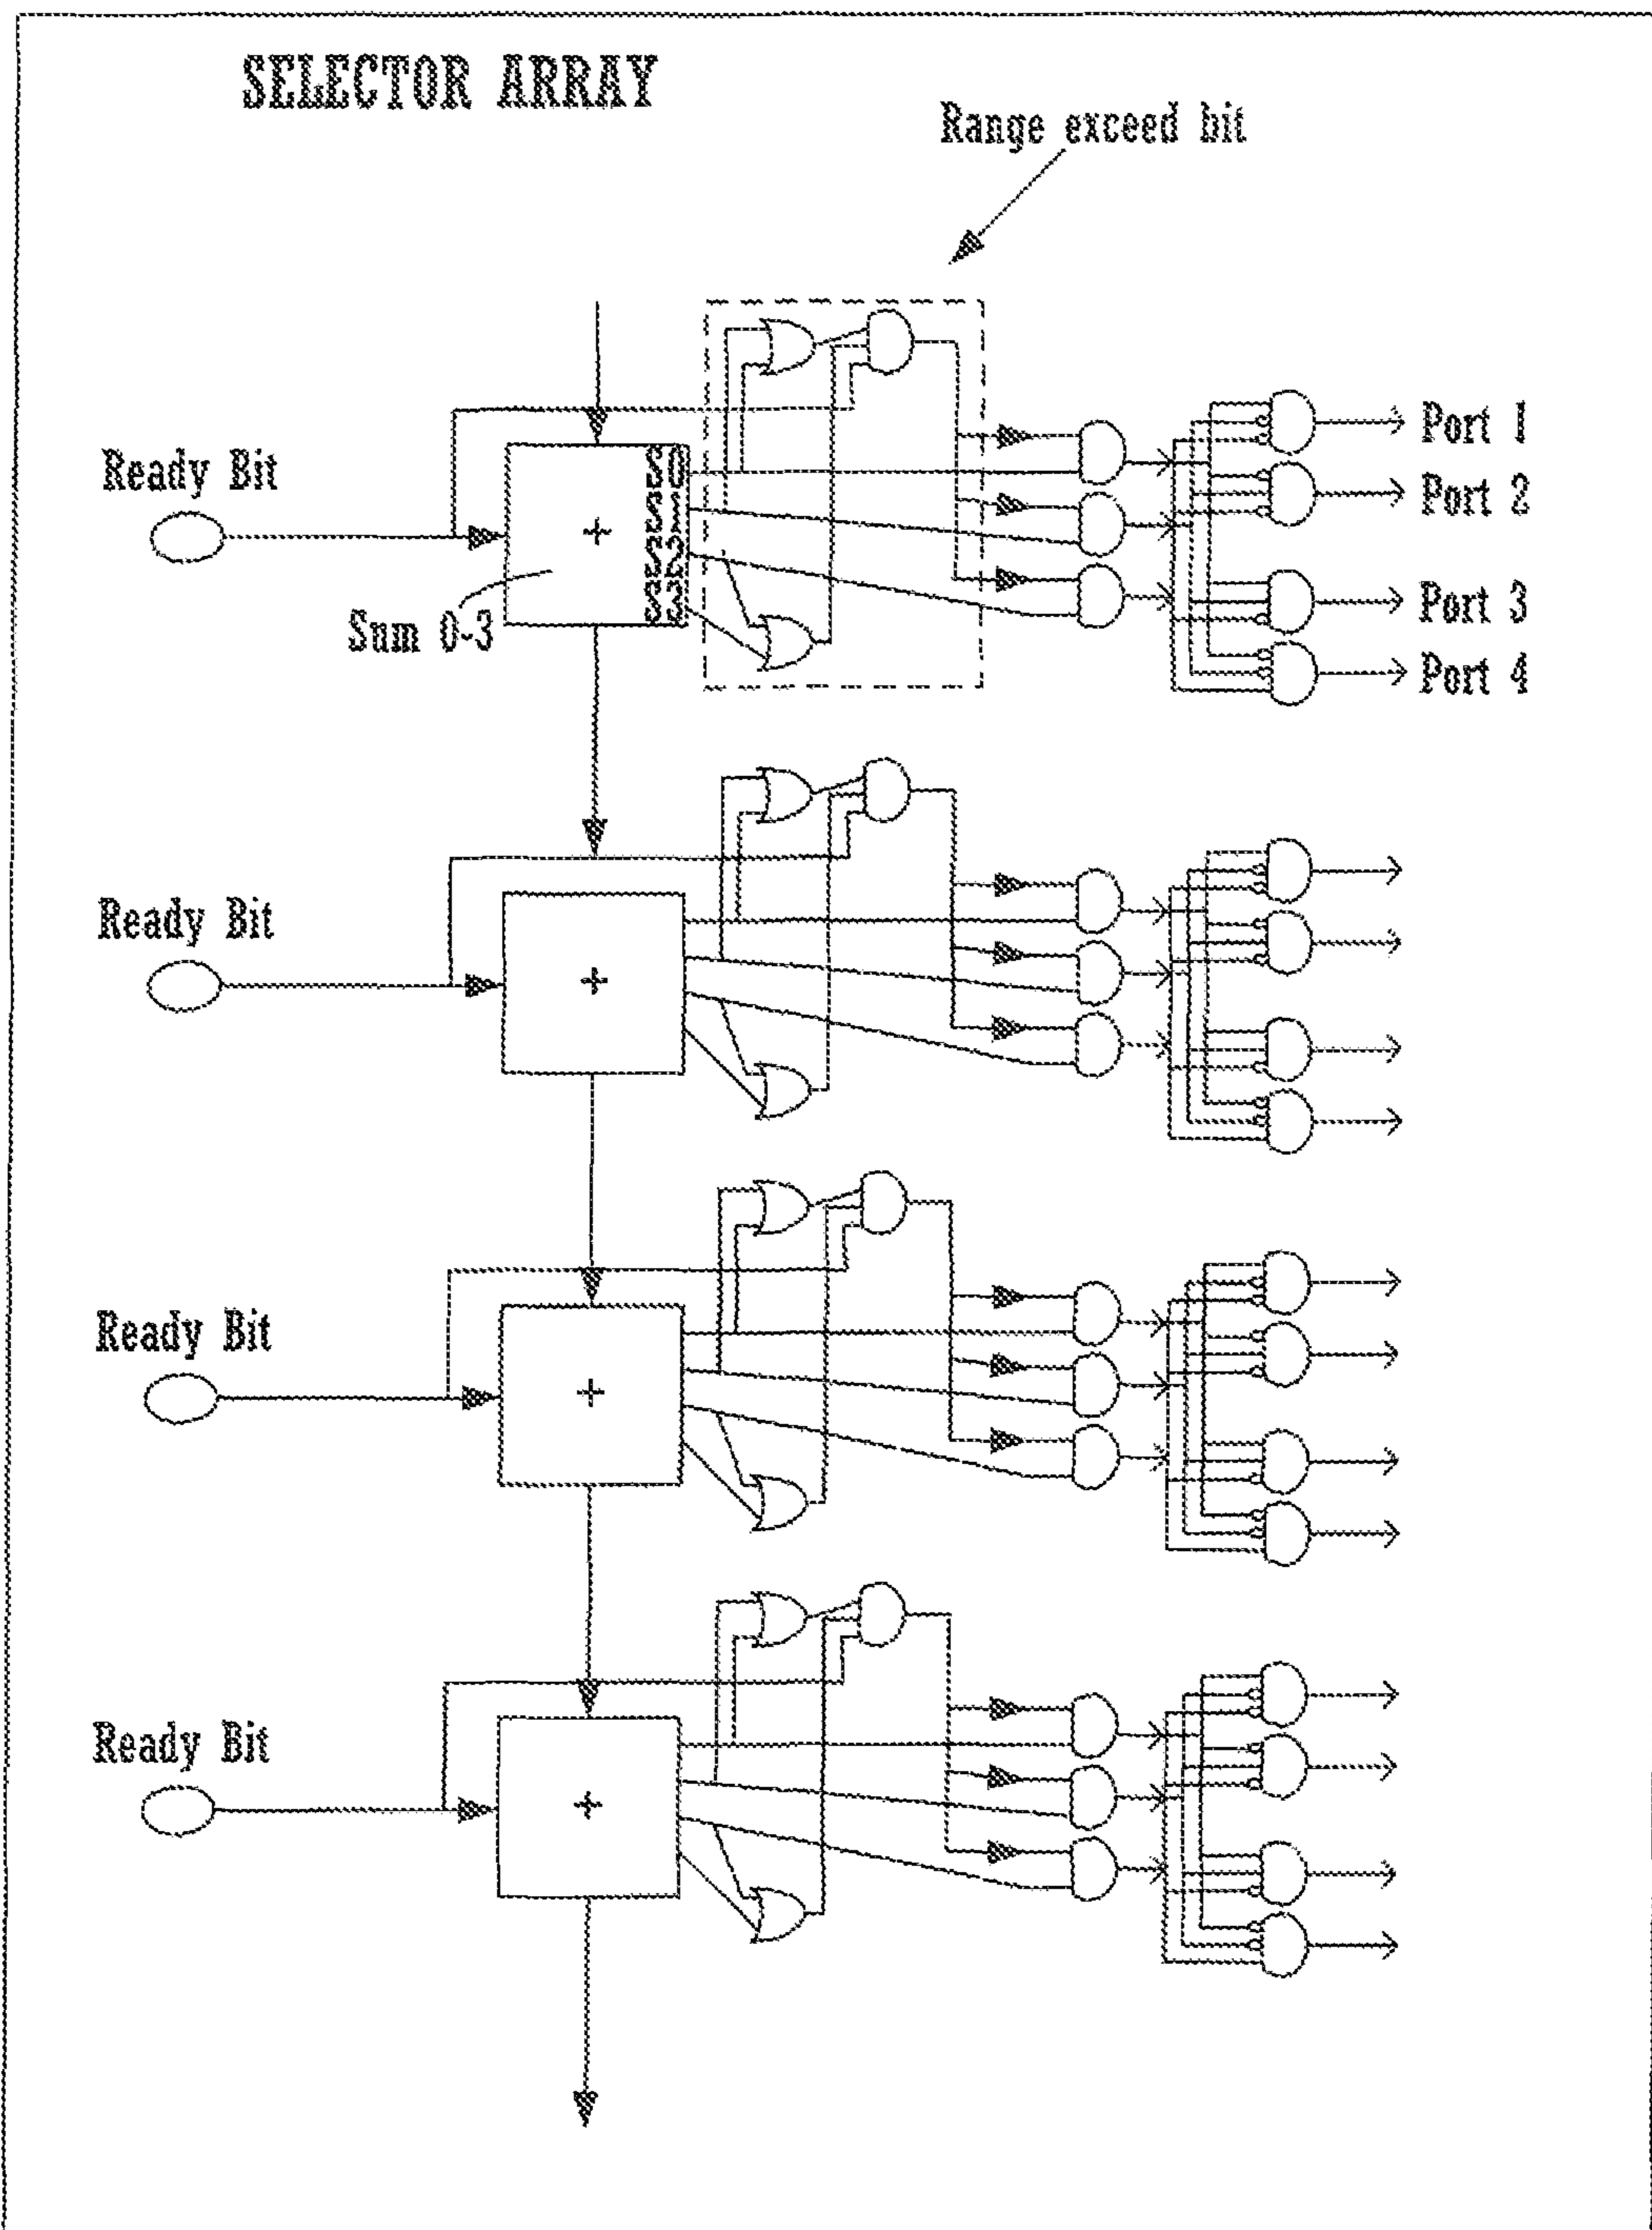 SELECTOR ARRAY
Range exceed bit
Ready Bit
+
S0
S1
S2
S3
Sum 0-3
Port 1
Port 2
Port 3
Port 4
Ready Bit
+
Ready Bit
+
Ready Bit
+